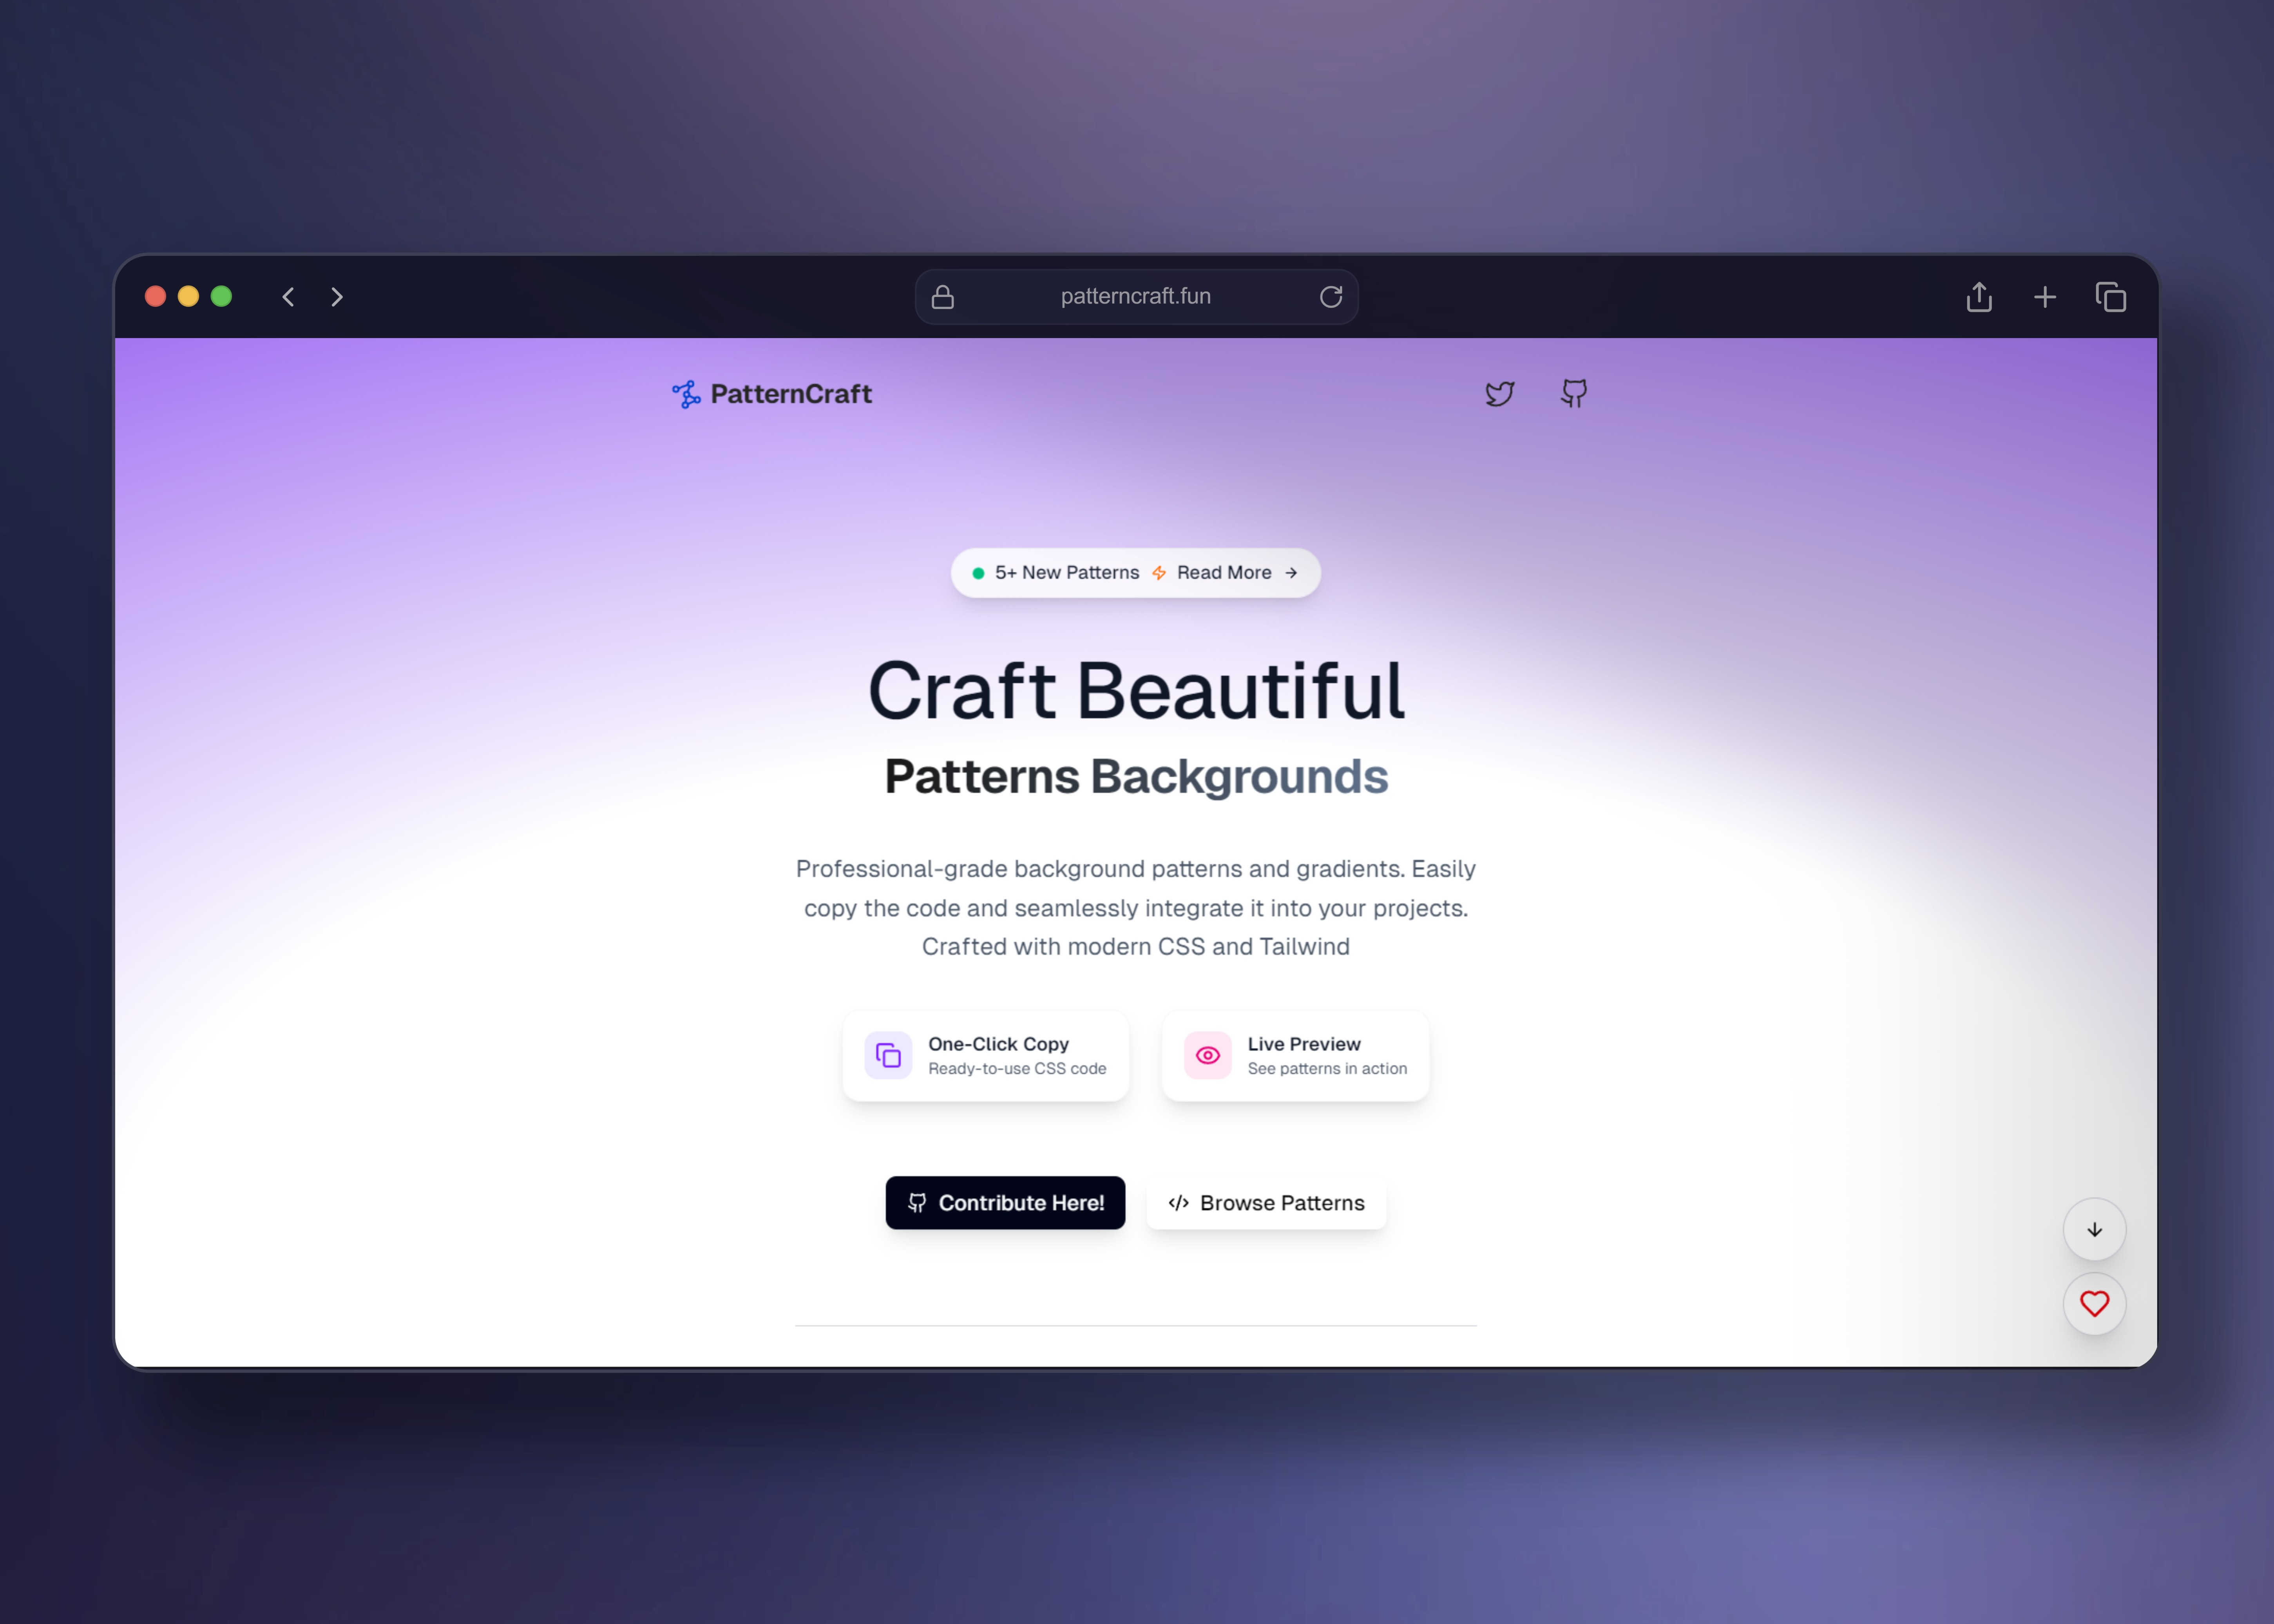 patterncraft.fun
PatternCraft
5+ New Patterns Read More
Craft Beautiful
Patterns Backgrounds
Professional-grade background patterns and gradients. Easily
copy the code and seamlessly integrate it into your projects.
Crafted with modern CSS and Tailwind
One-Click Copy
Ready-to-use CSS code
Live Preview
See patterns in action
Contribute Here!
Browse Patterns